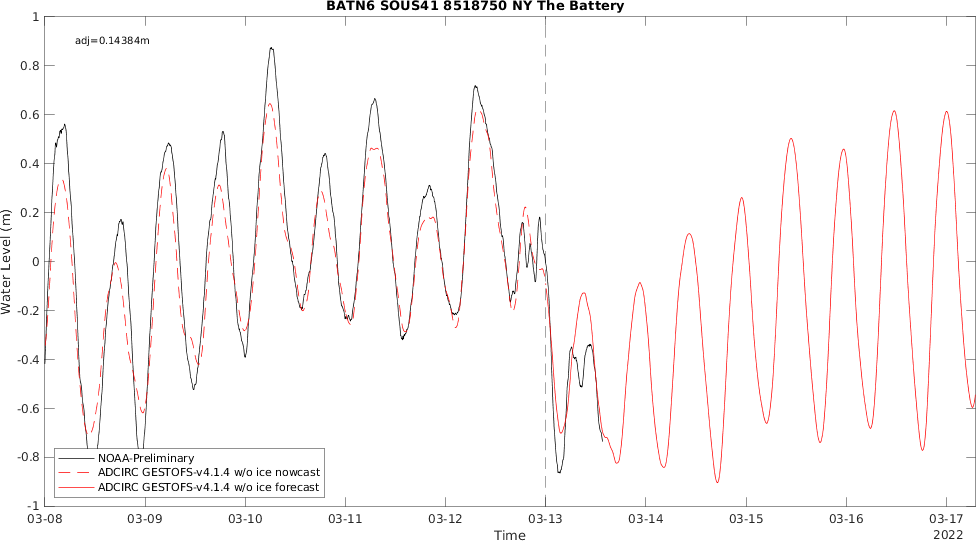 BATN6 SOUS41 8518750 NY The Battery
adj=0.14384m
1
0.8
0.6
0.4
0.2
0
-0.2
-0.4
-0.6
-0.8
-1
Water Level (m)
NOAA-Preliminary
ADCIRC GESTOFS-v4.1.4 w/o ice nowcast
ADCIRC GESTOFS-v4.1.4 w/o ice forecast
03-08 03-09 03-10 03-11 03-12 03-13 03-14 03-15 03-16 03-17
Time
2022